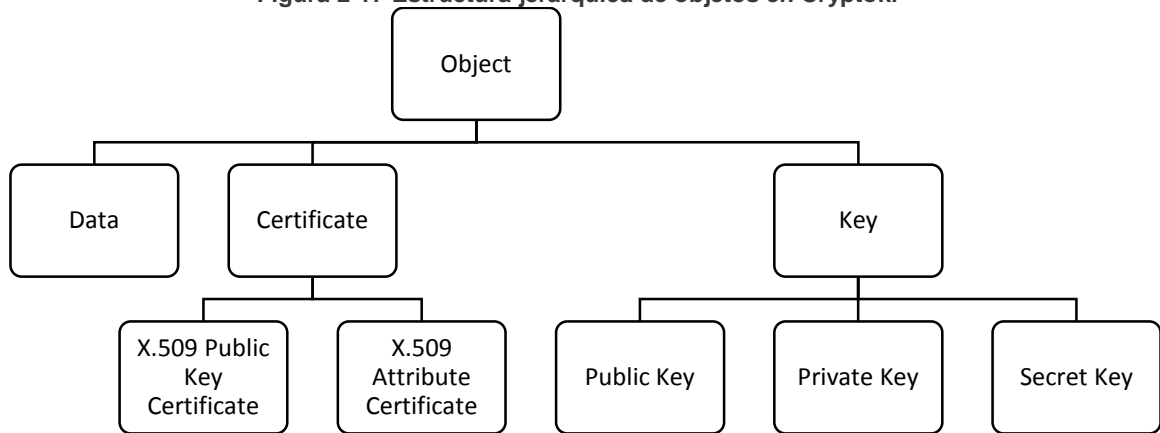 Figura Estructura jerárquica de objetos en Cryptoki
Object
Data
Certificate
Key
X.509 Public
Key
Certificate
X.509
Attribute
Certificate
Public Key
Private Key
Secret Key